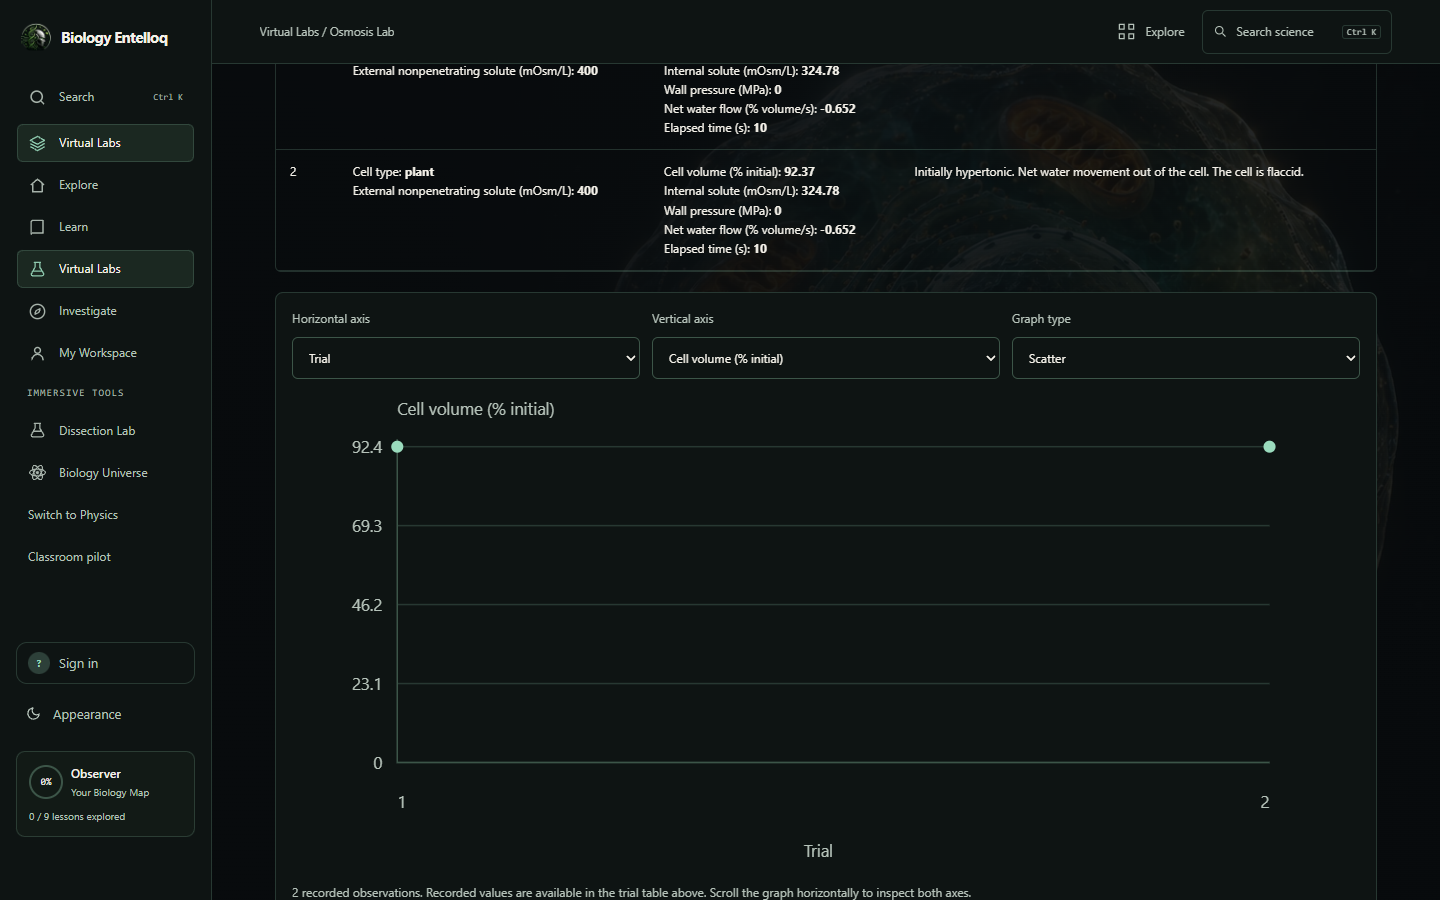 Biology Entelloq
Virtual Labs / Osmosis Lab
Explore
Search science
Ctrl K
Search
Ctrl K
Virtual Labs
Explore
Learn
Virtual Labs
Investigate
My Workspace
IMMERSIVE TOOLS
Dissection Lab
Biology Universe
Switch to Physics
Classroom pilot
?
Sign in
Appearance
0%
Observer
Your Biology Map
0 / 9 lessons explored
External nonpenetrating solute (mOsm/L): 400
Internal solute (mOsm/L): 324.78
Wall pressure (MPa): 0
Net water flow (% volume/s): -0.652
Elapsed time (s): 10
2
Cell type: plant
External nonpenetrating solute (mOsm/L): 400
Cell volume (% initial): 92.37
Internal solute (mOsm/L): 324.78
Wall pressure (MPa): 0
Net water flow (% volume/s): -0.652
Elapsed time (s): 10
Initially hypertonic. Net water movement out of the cell. The cell is flaccid.
Horizontal axis
Trial
Vertical axis
Cell volume (% initial)
Graph type
Scatter
Cell volume (% initial)
92.4
69.3
46.2
23.1
0
1
2
Trial
2 recorded observations. Recorded values are available in the trial table above. Scroll the graph horizontally to inspect both axes.